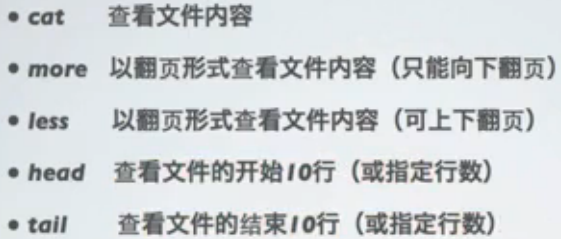 • cat 查看文件内容
• more 以翻页形式查看文件内容（只能向下翻页）
• less 以翻页形式查看文件内容（可上下翻页）
• head 查看文件的开始10行（或指定行数）
• tail 查看文件的结束10行（或指定行数）